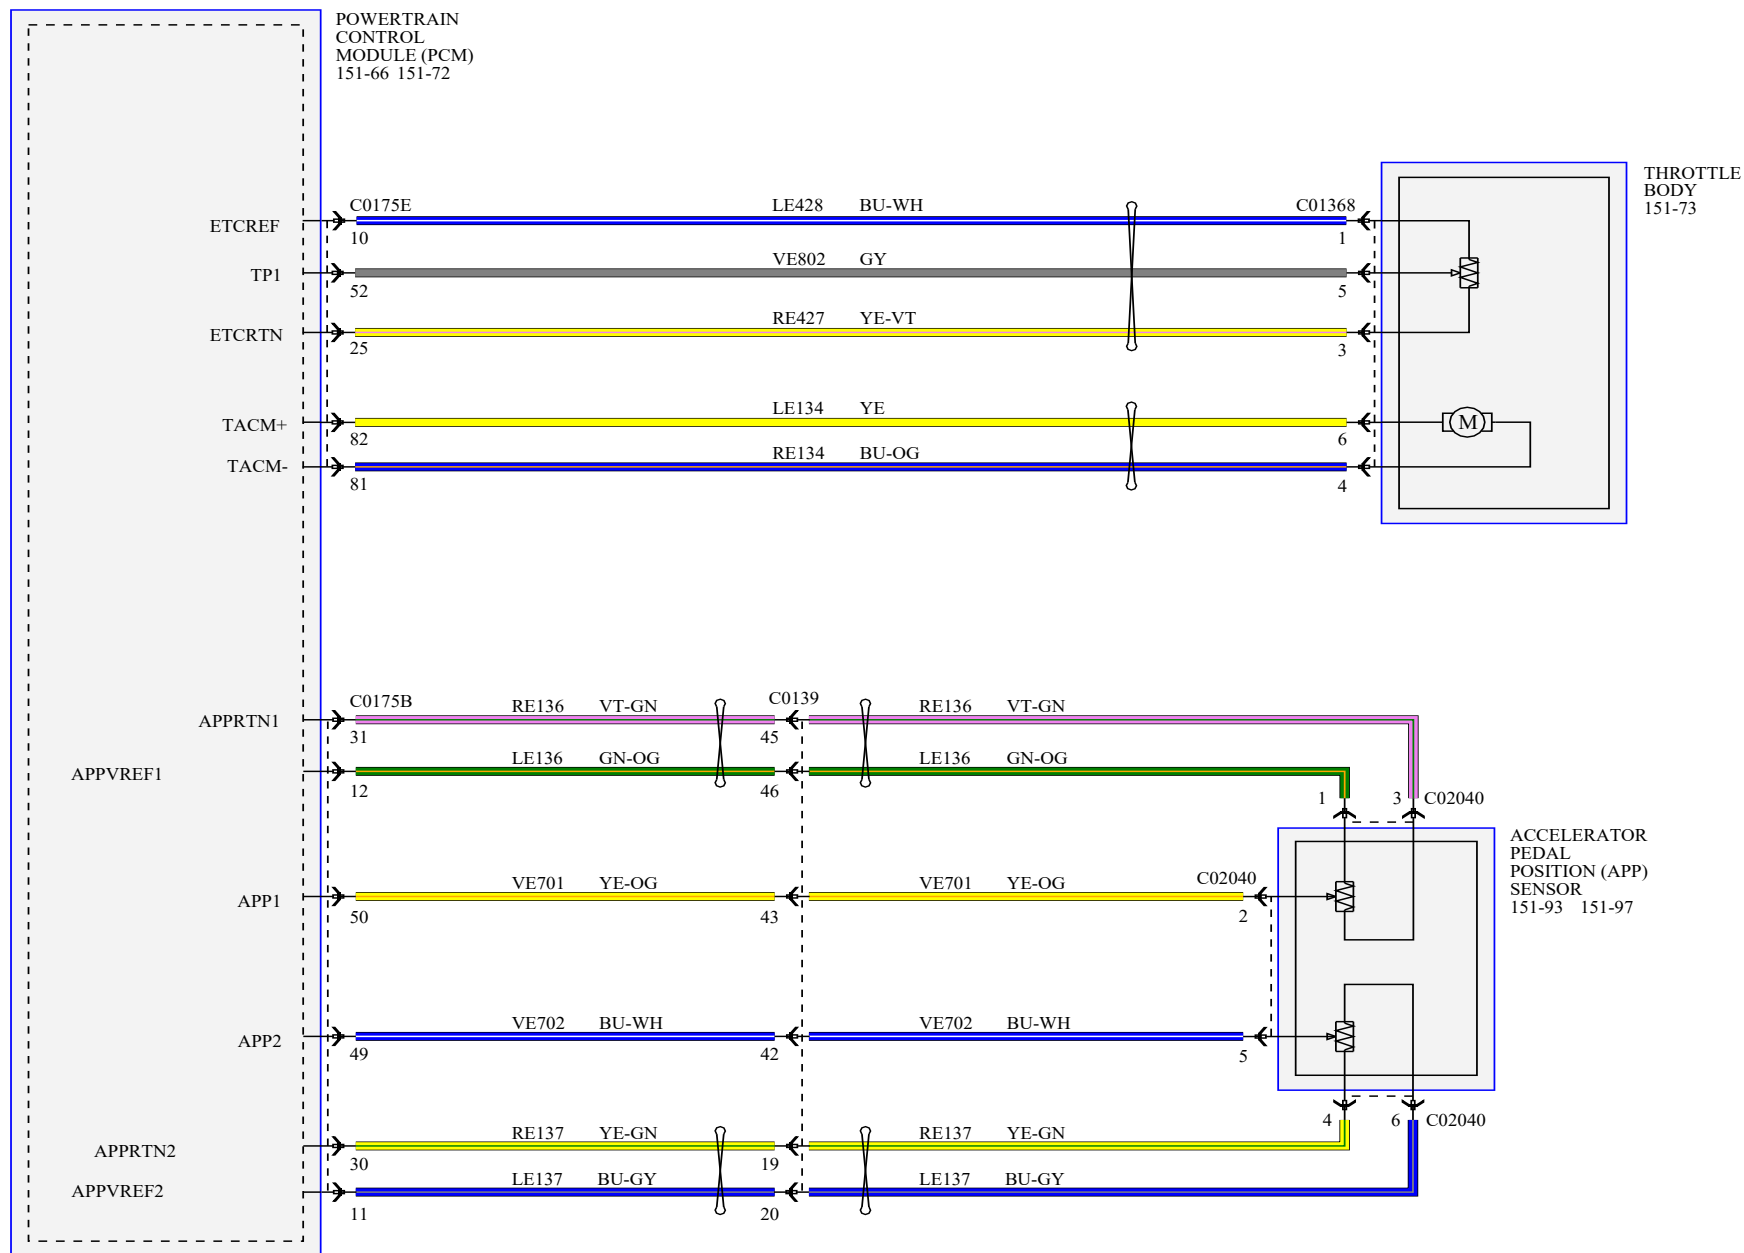 POWERTRAIN
CONTROL
MODULE (PCM)
151-66 151-72
THROTTLE
BODY
151-73
C0175E LE428 BU-WH C01368
ETCREF 10 1
VE802 GY
TP1 52 5
RE427 YE-VT
ETCRTN 25 3
LE134 YE
TACM+ 82 6
M
RE134 BU-OG
TACM- 81 4
C0175B RE136 VT-GN C0139 RE136 VT-GN
APPRTN1 31 45
LE136 GN-OG LE136 GN-OG
APPVREF1 12 46
1 3 C02040
ACCELERATOR
PEDAL
POSITION (APP)
SENSOR
151-93 151-97
VE701 YE-OG VE701 YE-OG C02040
APP1 50 43 2
VE702 BU-WH VE702 BU-WH
APP2 49 42 5
4 6 C02040
RE137 YE-GN RE137 YE-GN
APPRTN2 30 19
LE137 BU-GY LE137 BU-GY
APPVREF2 11 20